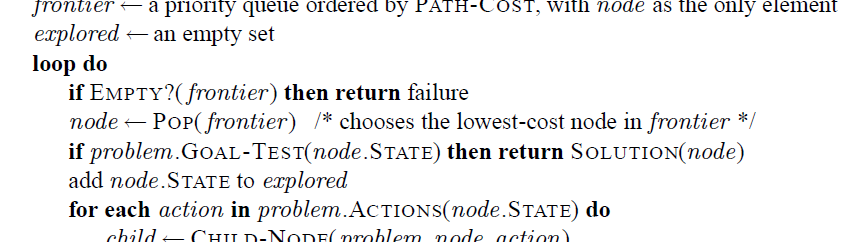 frontier ← a priority queue ordered by PATH-COST, with node as the only element
explored ← an empty set
loop do
if EMPTY?(frontier) then return failure
node ← POP(frontier) /* chooses the lowest-cost node in frontier */
if problem.GOAL-TEST(node.STATE) then return SOLUTION(node)
add node.STATE to explored
for each action in problem.ACTIONS(node.STATE) do
child ← CHILD-NODE(problem, node, action)